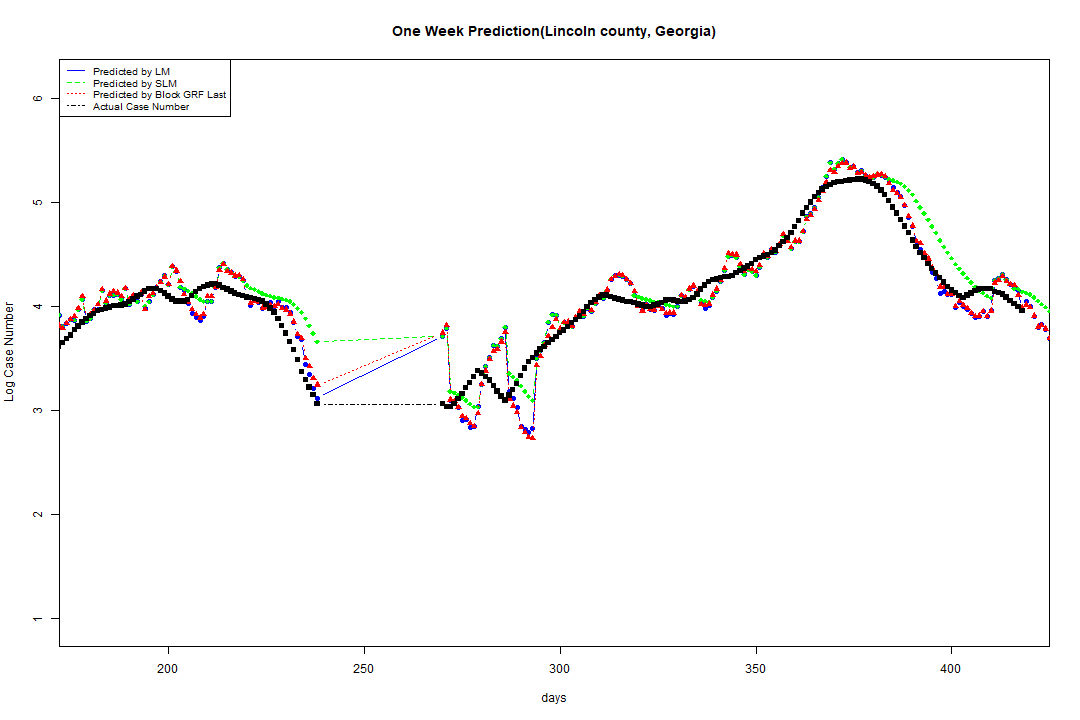 One Week Prediction(Lincoln county, Georgia)
Predicted by LM
Predicted by SLM
Predicted by Block GRF Last
Actual Case Number
6
5
4
3
2
1
Log Case Number
200
250
300
350
400
days